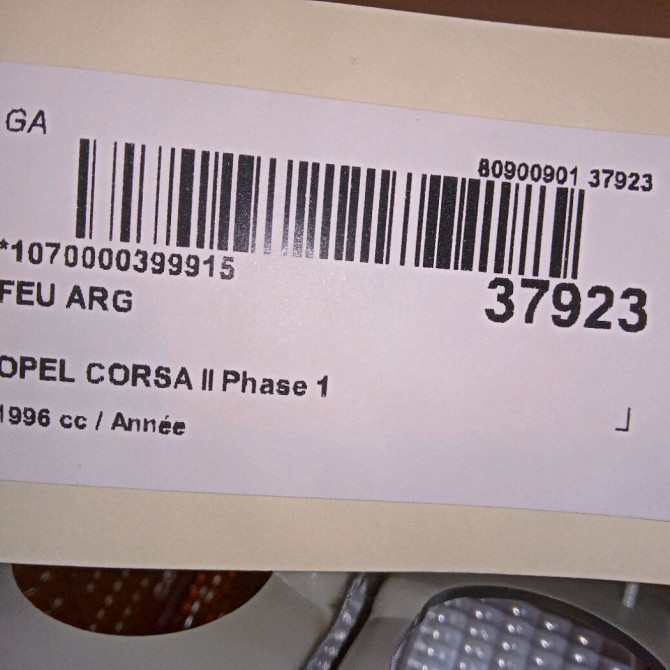 GA
80900901 37923
*1070000399915
37923
FEU ARG
OPEL CORSA II Phase 1
1996 cc / Année